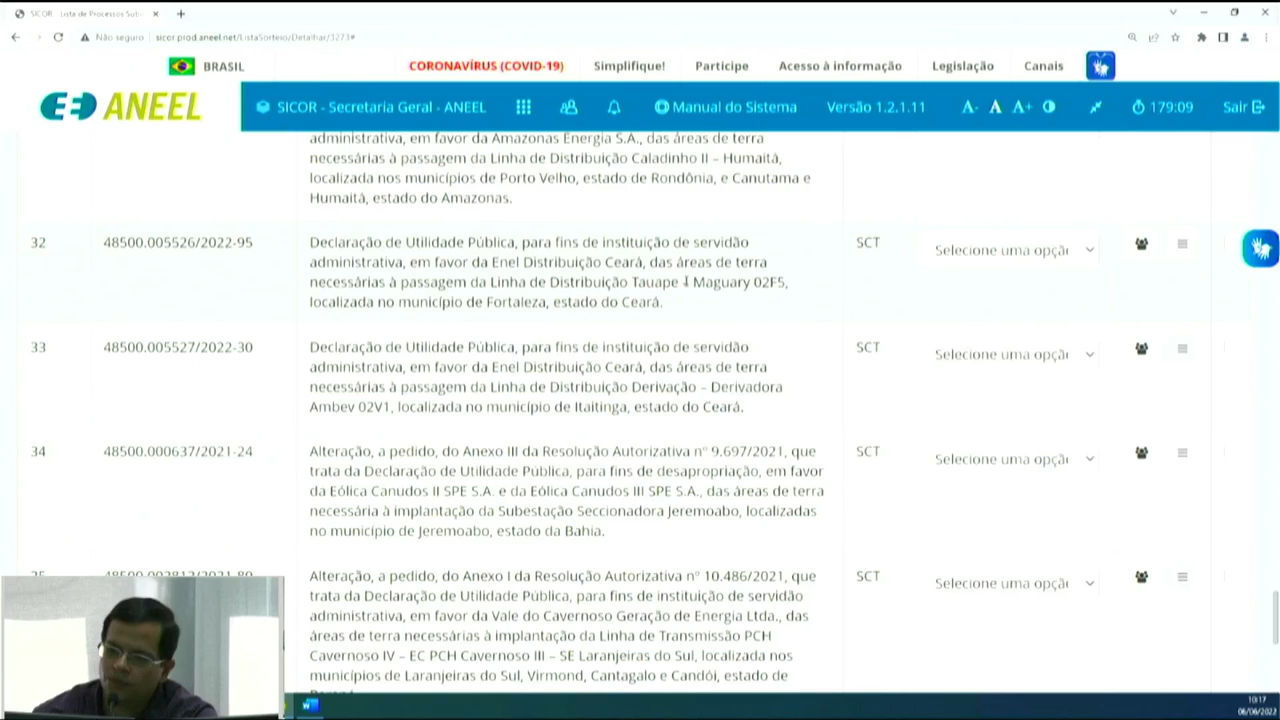 SICOR - Lista de Processos Sub
Não seguro | sicor.prod.aneel.net/ListaSorteio/Detalhar/3273#
BRASIL
CORONAVÍRUS (COVID-19)
Simplifique!
Participe
Acesso à informação
Legislação
Canais
ANEEL
SICOR - Secretaria Geral - ANEEL
Manual do Sistema
Versão 1.2.1.11
A-
A
A+
179:09
Sair
administrativa, em favor da Amazonas Energia S.A., das áreas de terra
necessárias à passagem da Linha de Distribuição Caladinho II – Humaitá,
localizada nos municípios de Porto Velho, estado de Rondônia, e Canutama e
Humaitá, estado do Amazonas.
32
48500.005526/2022-95
Declaração de Utilidade Pública, para fins de instituição de servidão
administrativa, em favor da Enel Distribuição Ceará, das áreas de terra
necessárias à passagem da Linha de Distribuição Tauape Maguary 02F5,
localizada no município de Fortaleza, estado do Ceará.
SCT
Selecione uma opçã
33
48500.005527/2022-30
Declaração de Utilidade Pública, para fins de instituição de servidão
administrativa, em favor da Enel Distribuição Ceará, das áreas de terra
necessárias à passagem da Linha de Distribuição Derivação – Derivadora
Ambev 02V1, localizada no município de Itaitinga, estado do Ceará.
SCT
Selecione uma opçã
34
48500.000637/2021-24
Alteração, a pedido, do Anexo III da Resolução Autorizativa nº 9.697/2021, que
trata da Declaração de Utilidade Pública, para fins de desapropriação, em favor
da Eólica Canudos II SPE S.A. e da Eólica Canudos III SPE S.A., das áreas de terra
necessária à implantação da Subestação Seccionadora Jeremoabo, localizadas
no município de Jeremoabo, estado da Bahia.
SCT
Selecione uma opçã
Alteração, a pedido, do Anexo I da Resolução Autorizativa nº 10.486/2021, que
trata da Declaração de Utilidade Pública, para fins de instituição de servidão
administrativa, em favor da Vale do Cavernoso Geração de Energia Ltda., das
áreas de terra necessárias à implantação da Linha de Transmissão PCH
Cavernoso IV – EC PCH Cavernoso III – SE Laranjeiras do Sul, localizada nos
municípios de Laranjeiras do Sul, Virmond, Cantagalo e Candói, estado de
SCT
Selecione uma opçã
10:17
06/06/2022